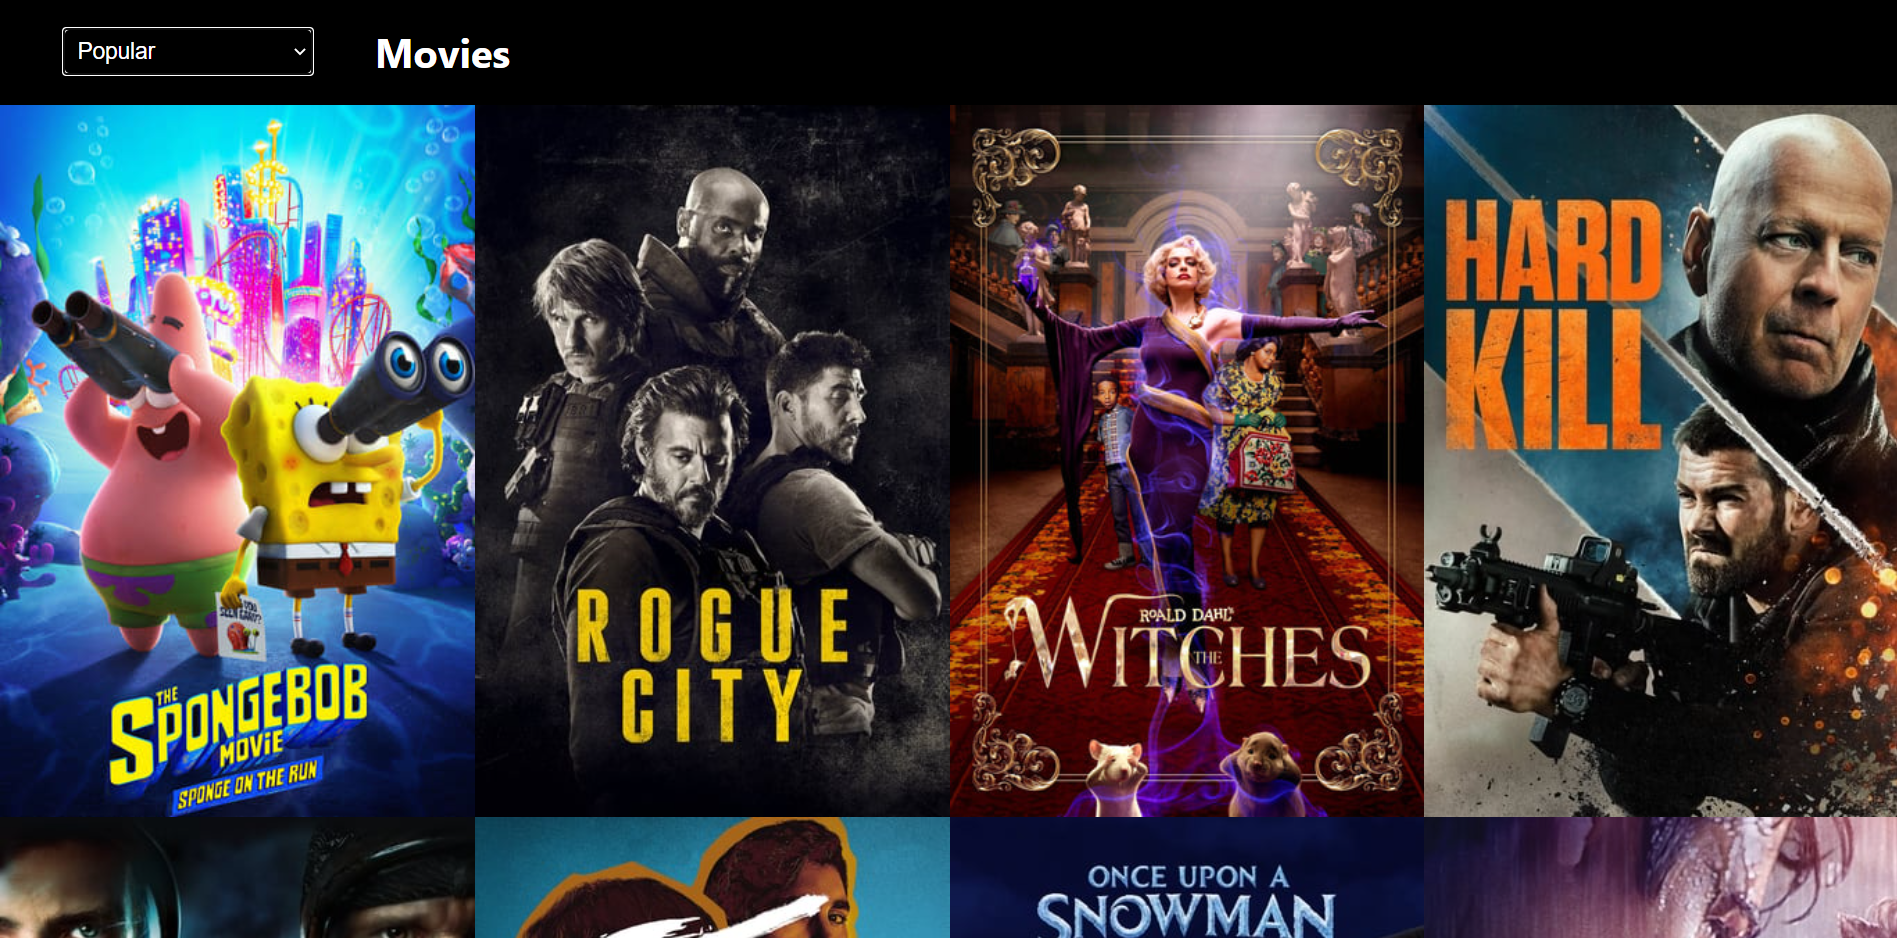 Popular
Movies
THE
SPONGEBOB
MOViE
SPONGE ON THE RUN
ROGUE
CITY
ROALD DAHL'S
THE
WITCHES
HARD
KILL
ONCE UPON A
SNOWMAN